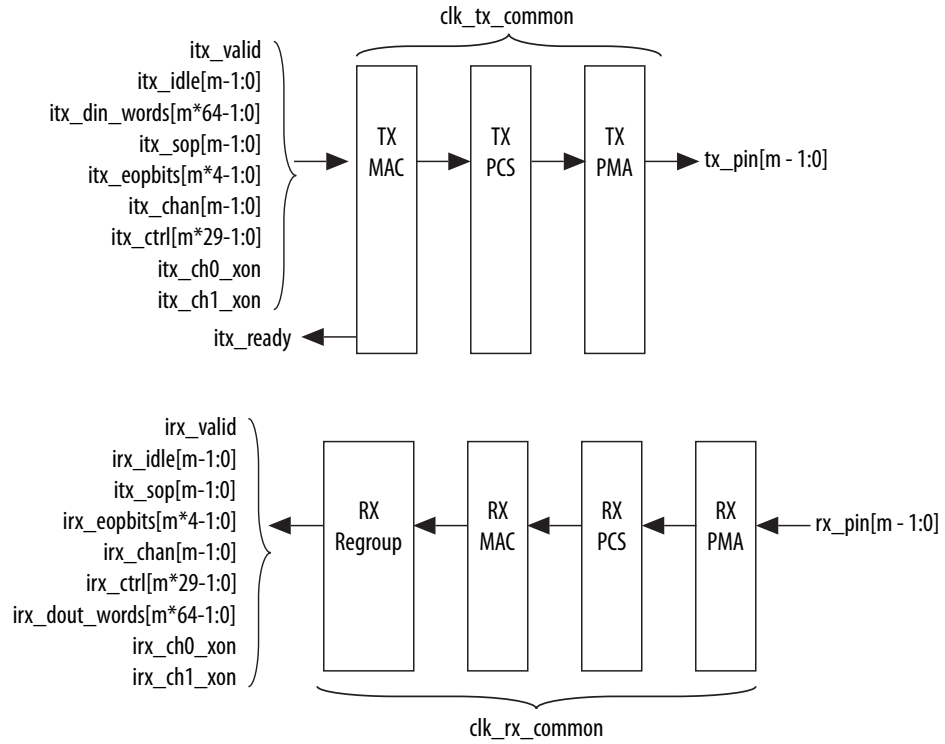 clk_tx_common
itx_valid
itx_idle[m-1:0]
itx_din_words[m*64-1:0]
itx_sop[m-1:0]
itx_eopbits[m*4-1:0]
itx_chan[m-1:0]
itx_ctrl[m*29-1:0]
itx_ch0_xon
itx_ch1_xon
itx_ready
TX
MAC
TX
PCS
TX
PMA
tx_pin[m - 1:0]
irx_valid
irx_idle[m-1:0]
itx_sop[m-1:0]
irx_eopbits[m*4-1:0]
irx_chan[m-1:0]
irx_ctrl[m*29-1:0]
irx_dout_words[m*64-1:0]
irx_ch0_xon
irx_ch1_xon
RX
Regroup
RX
MAC
RX
PCS
RX
PMA
rx_pin[m - 1:0]
clk_rx_common